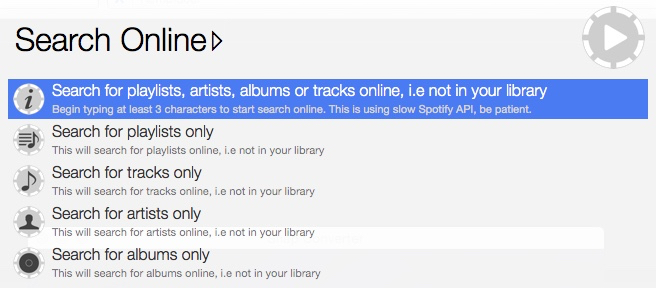 Search Online▷
Search for playlists, artists, albums or tracks online, i.e not in your library
Begin typing at least 3 characters to start search online. This is using slow Spotify API, be patient.
Search for playlists only
This will search for playlists online, i.e not in your library
Search for tracks only
This will search for tracks online, i.e not in your library
Search for artists only
This will search for artists online, i.e not in your library
Search for albums only
This will search for albums online, i.e not in your library